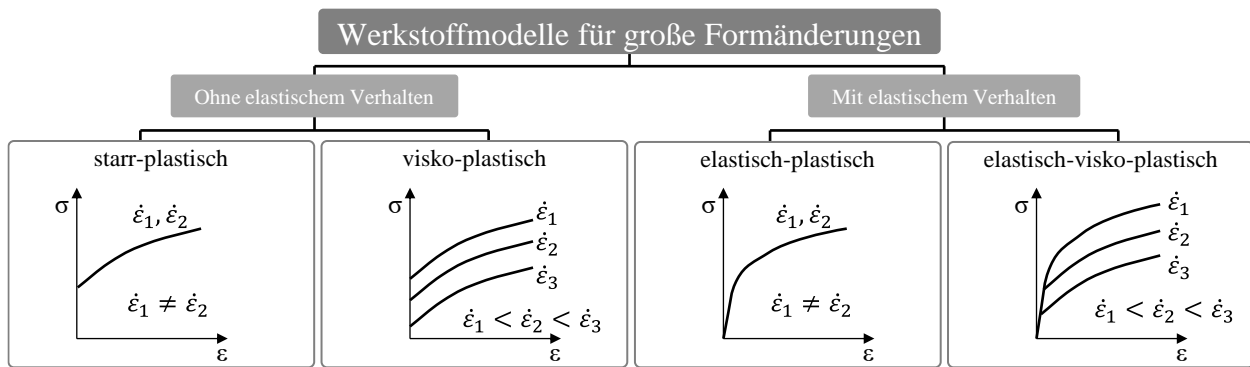 Werkstoffmodelle für große Formänderungen
Ohne elastischem Verhalten
Mit elastischem Verhalten
starr-plastisch
σ
ε̇₁, ε̇₂
ε̇₁ ≠ ε̇₂
ε
visko-plastisch
σ
ε̇₁
ε̇₂
ε̇₃
ε̇₁ < ε̇₂ < ε̇₃
ε
elastisch-plastisch
σ
ε̇₁, ε̇₂
ε̇₁ ≠ ε̇₂
ε
elastisch-visko-plastisch
σ
ε̇₁
ε̇₂
ε̇₃
ε̇₁ < ε̇₂ < ε̇₃
ε